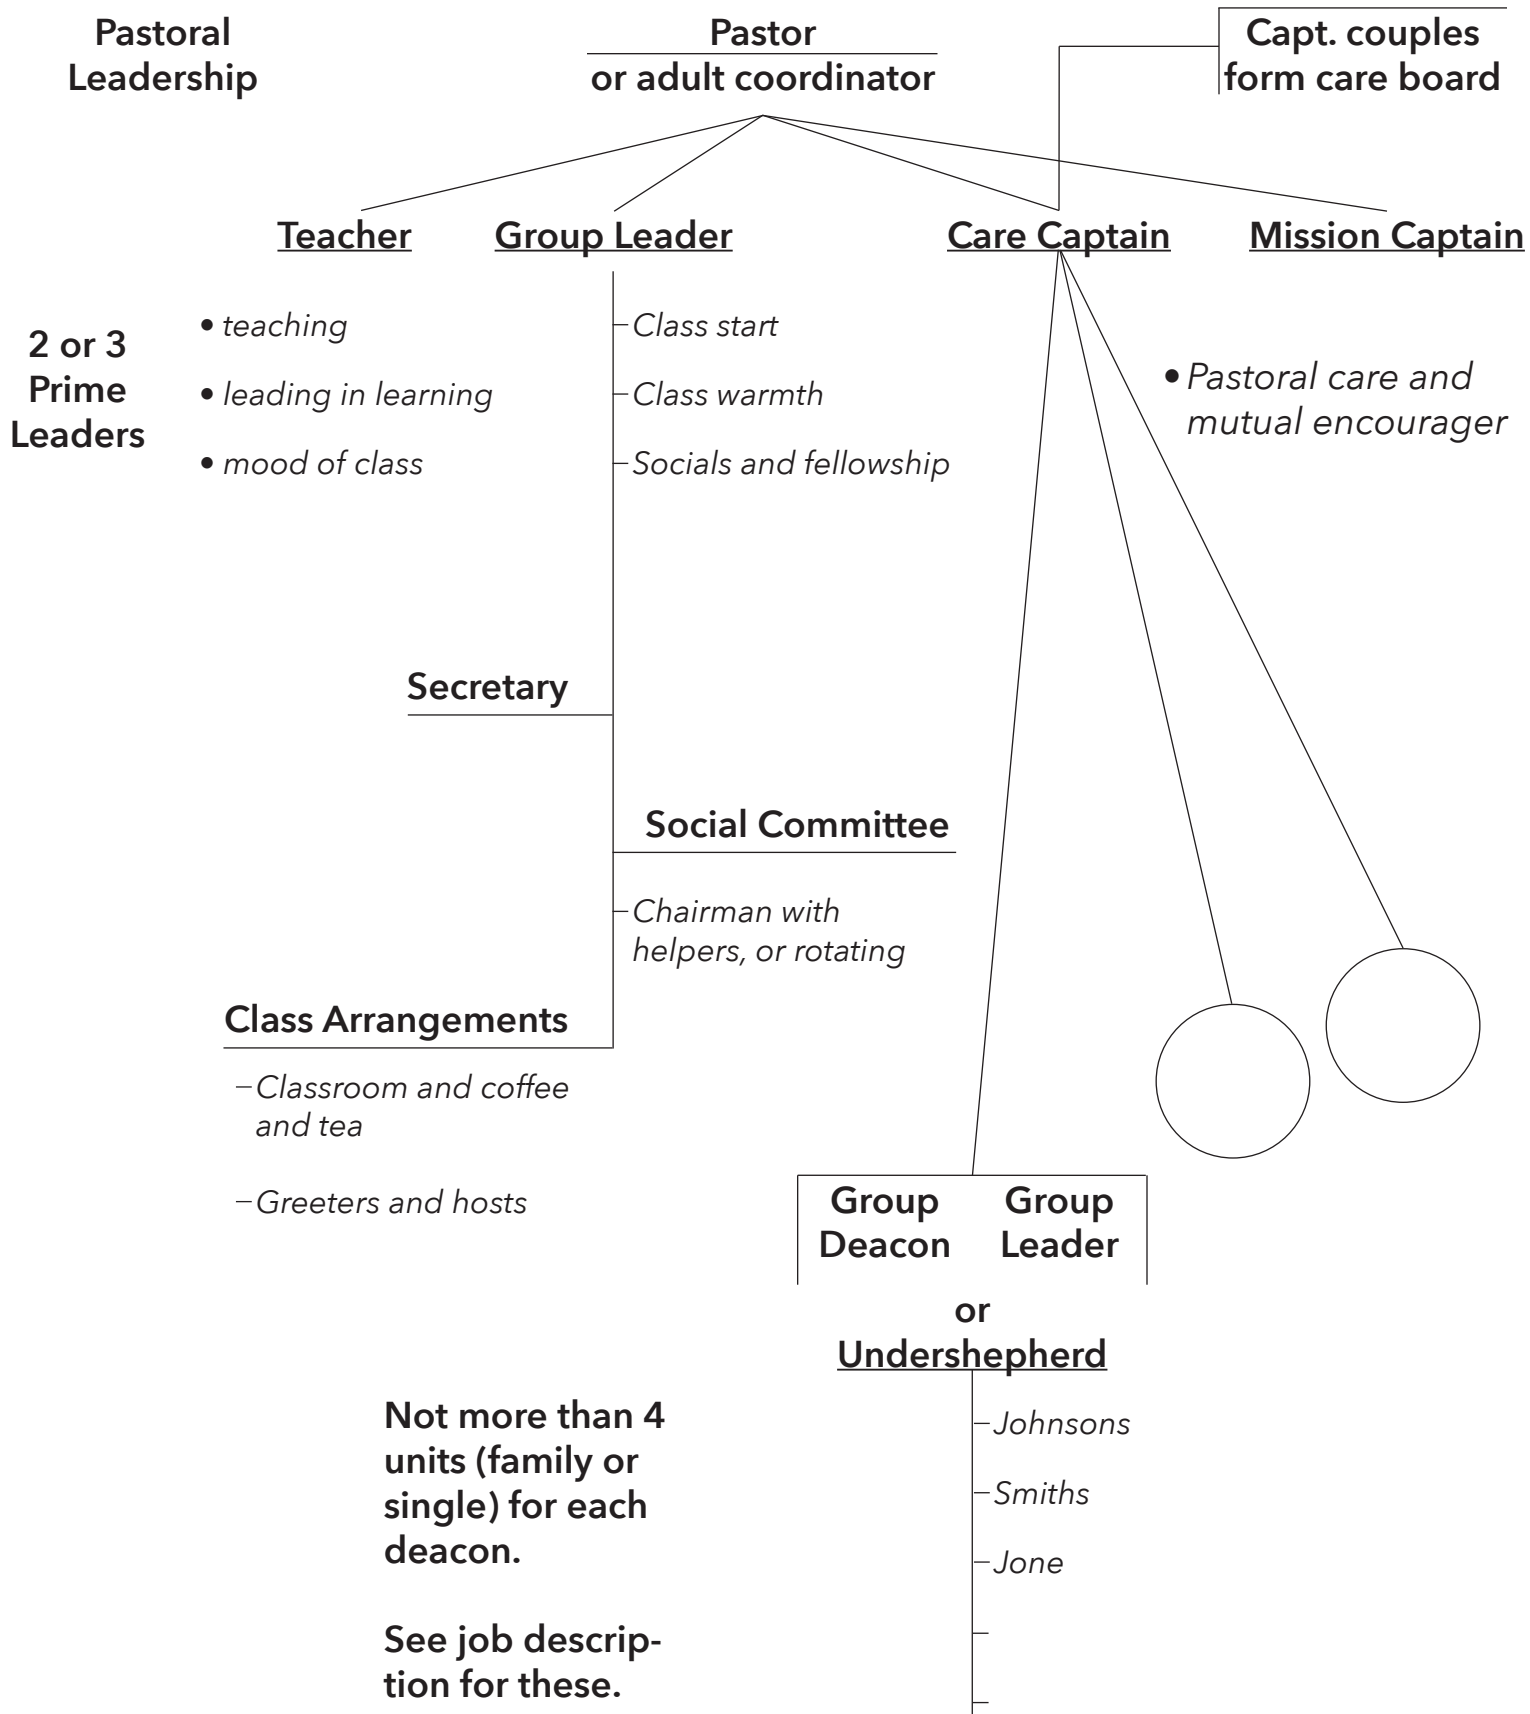 Pastoral
Leadership
Pastor
or adult coordinator
Capt. couples
form care board
Teacher
Group Leader
Care Captain
Mission Captain
2 or 3
Prime
Leaders
• teaching
• leading in learning
• mood of class
Class start
Class warmth
Socials and fellowship
• Pastoral care and
mutual encourager
Secretary
Social Committee
Chairman with
helpers, or rotating
Class Arrangements
Classroom and coffee
and tea
Greeters and hosts
Group
Deacon
Group
Leader
or
Undershepherd
Johnsons
Smiths
Jone
Not more than 4
units (family or
single) for each
deacon.
See job descrip-
tion for these.